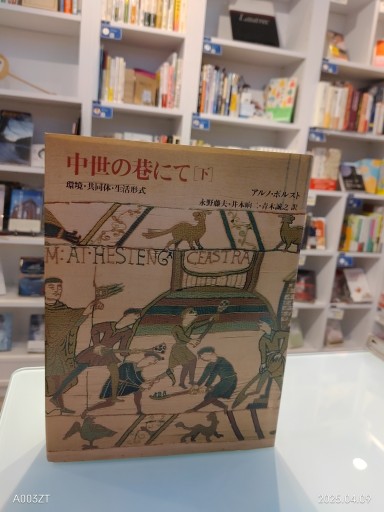 中世の巷にて[下]
環境・共同体・生活形式
アルノ・ボルスト
永野藤夫・井本晌二・青木誠之 訳
M:AT:HESTENG CEASTRA
A003ZT
2025.04.09